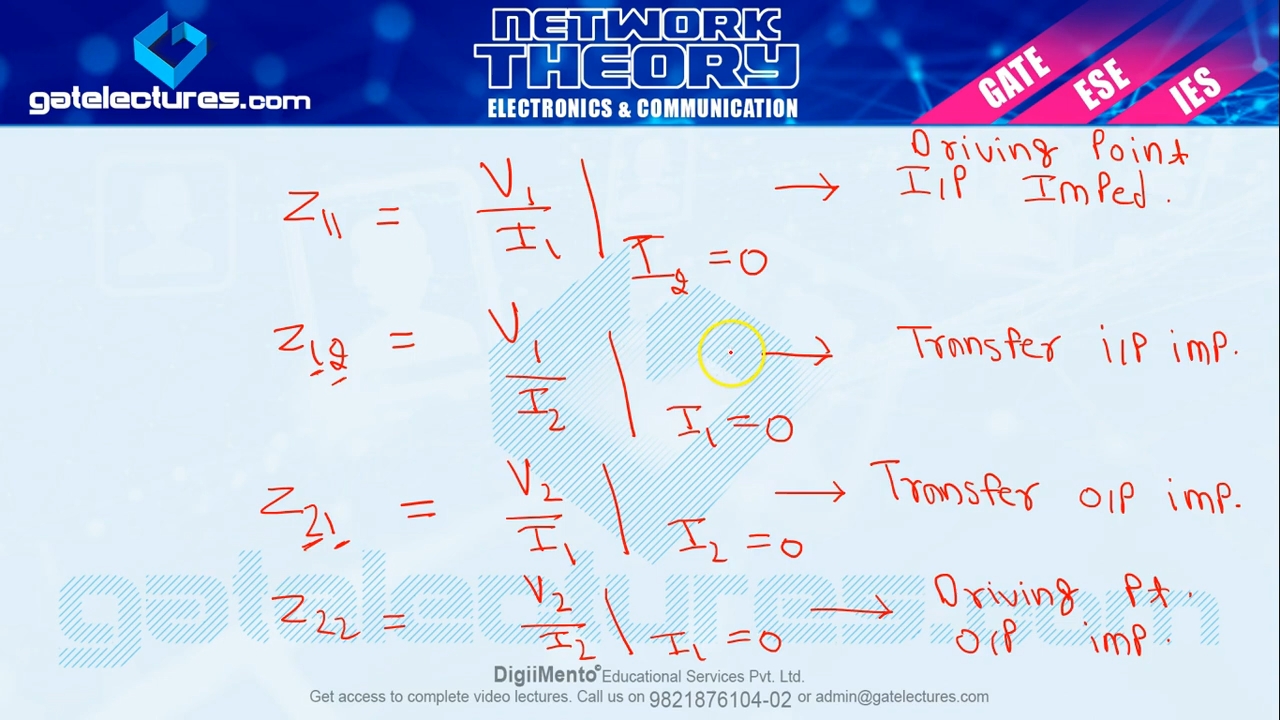 gatelectures.com
NETWORK
THEORY
ELECTRONICS & COMMUNICATION
GATE
ESE
IES
Z11 = V1/I1 | I2 = 0 → Driving Point
I/P Imped.
Z12 = V1/I2 | I1 = 0 → Transfer i/p imp.
Z21 = V2/I1 | I2 = 0 → Transfer o/p imp.
Z22 = V2/I2 | I1 = 0 → Driving Pt.
O/P imp.
gatelectures.com
DigiiMento© Educational Services Pvt. Ltd.
Get access to complete video lectures. Call us on 9821876104-02 or admin@gatelectures.com